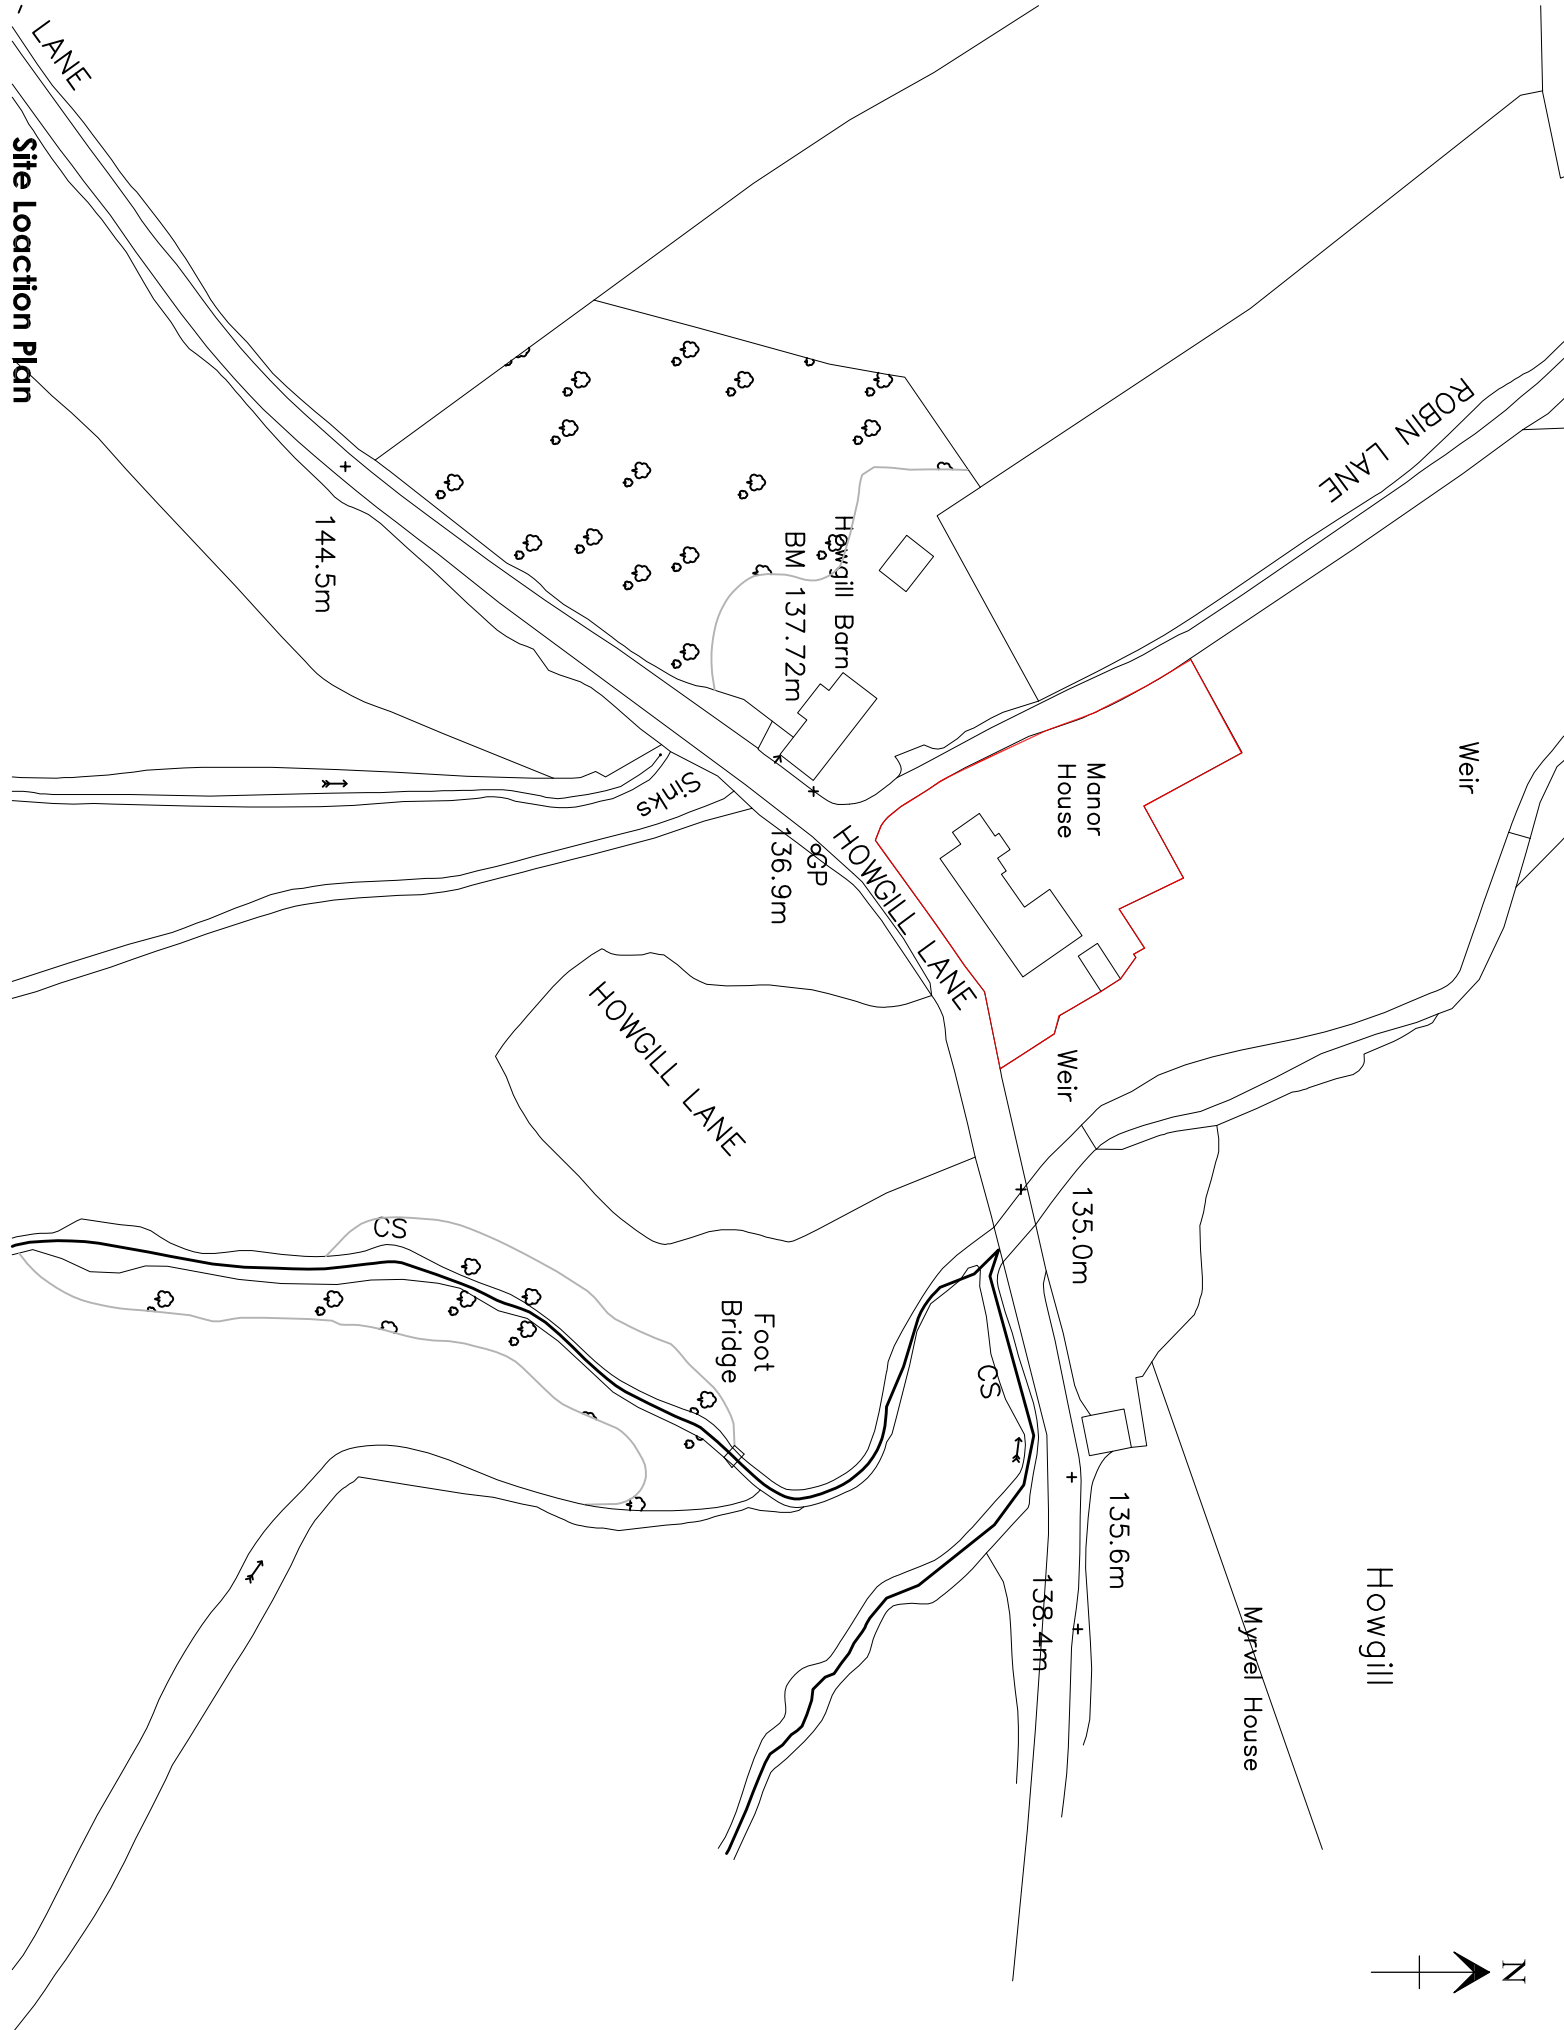 N
Weir
ROBIN LANE
Howgill
Myrvel House
Manor
House
Weir
135.0m
135.6m
138.4m
Howgill Barn
BM 137.72m
HOWGILL LANE
GP
136.9m
CS
Sinks
HOWGILL LANE
Foot
Bridge
144.5m
CS
LANE
Site Loaction Plan